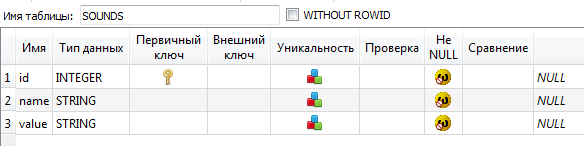 Имя таблицы: SOUNDS WITHOUT ROWID
Имя Тип данных Первичный ключ Внешний ключ Уникальность Проверка Не NULL Сравнение
1 id INTEGER NULL
2 name STRING NULL
3 value STRING NULL